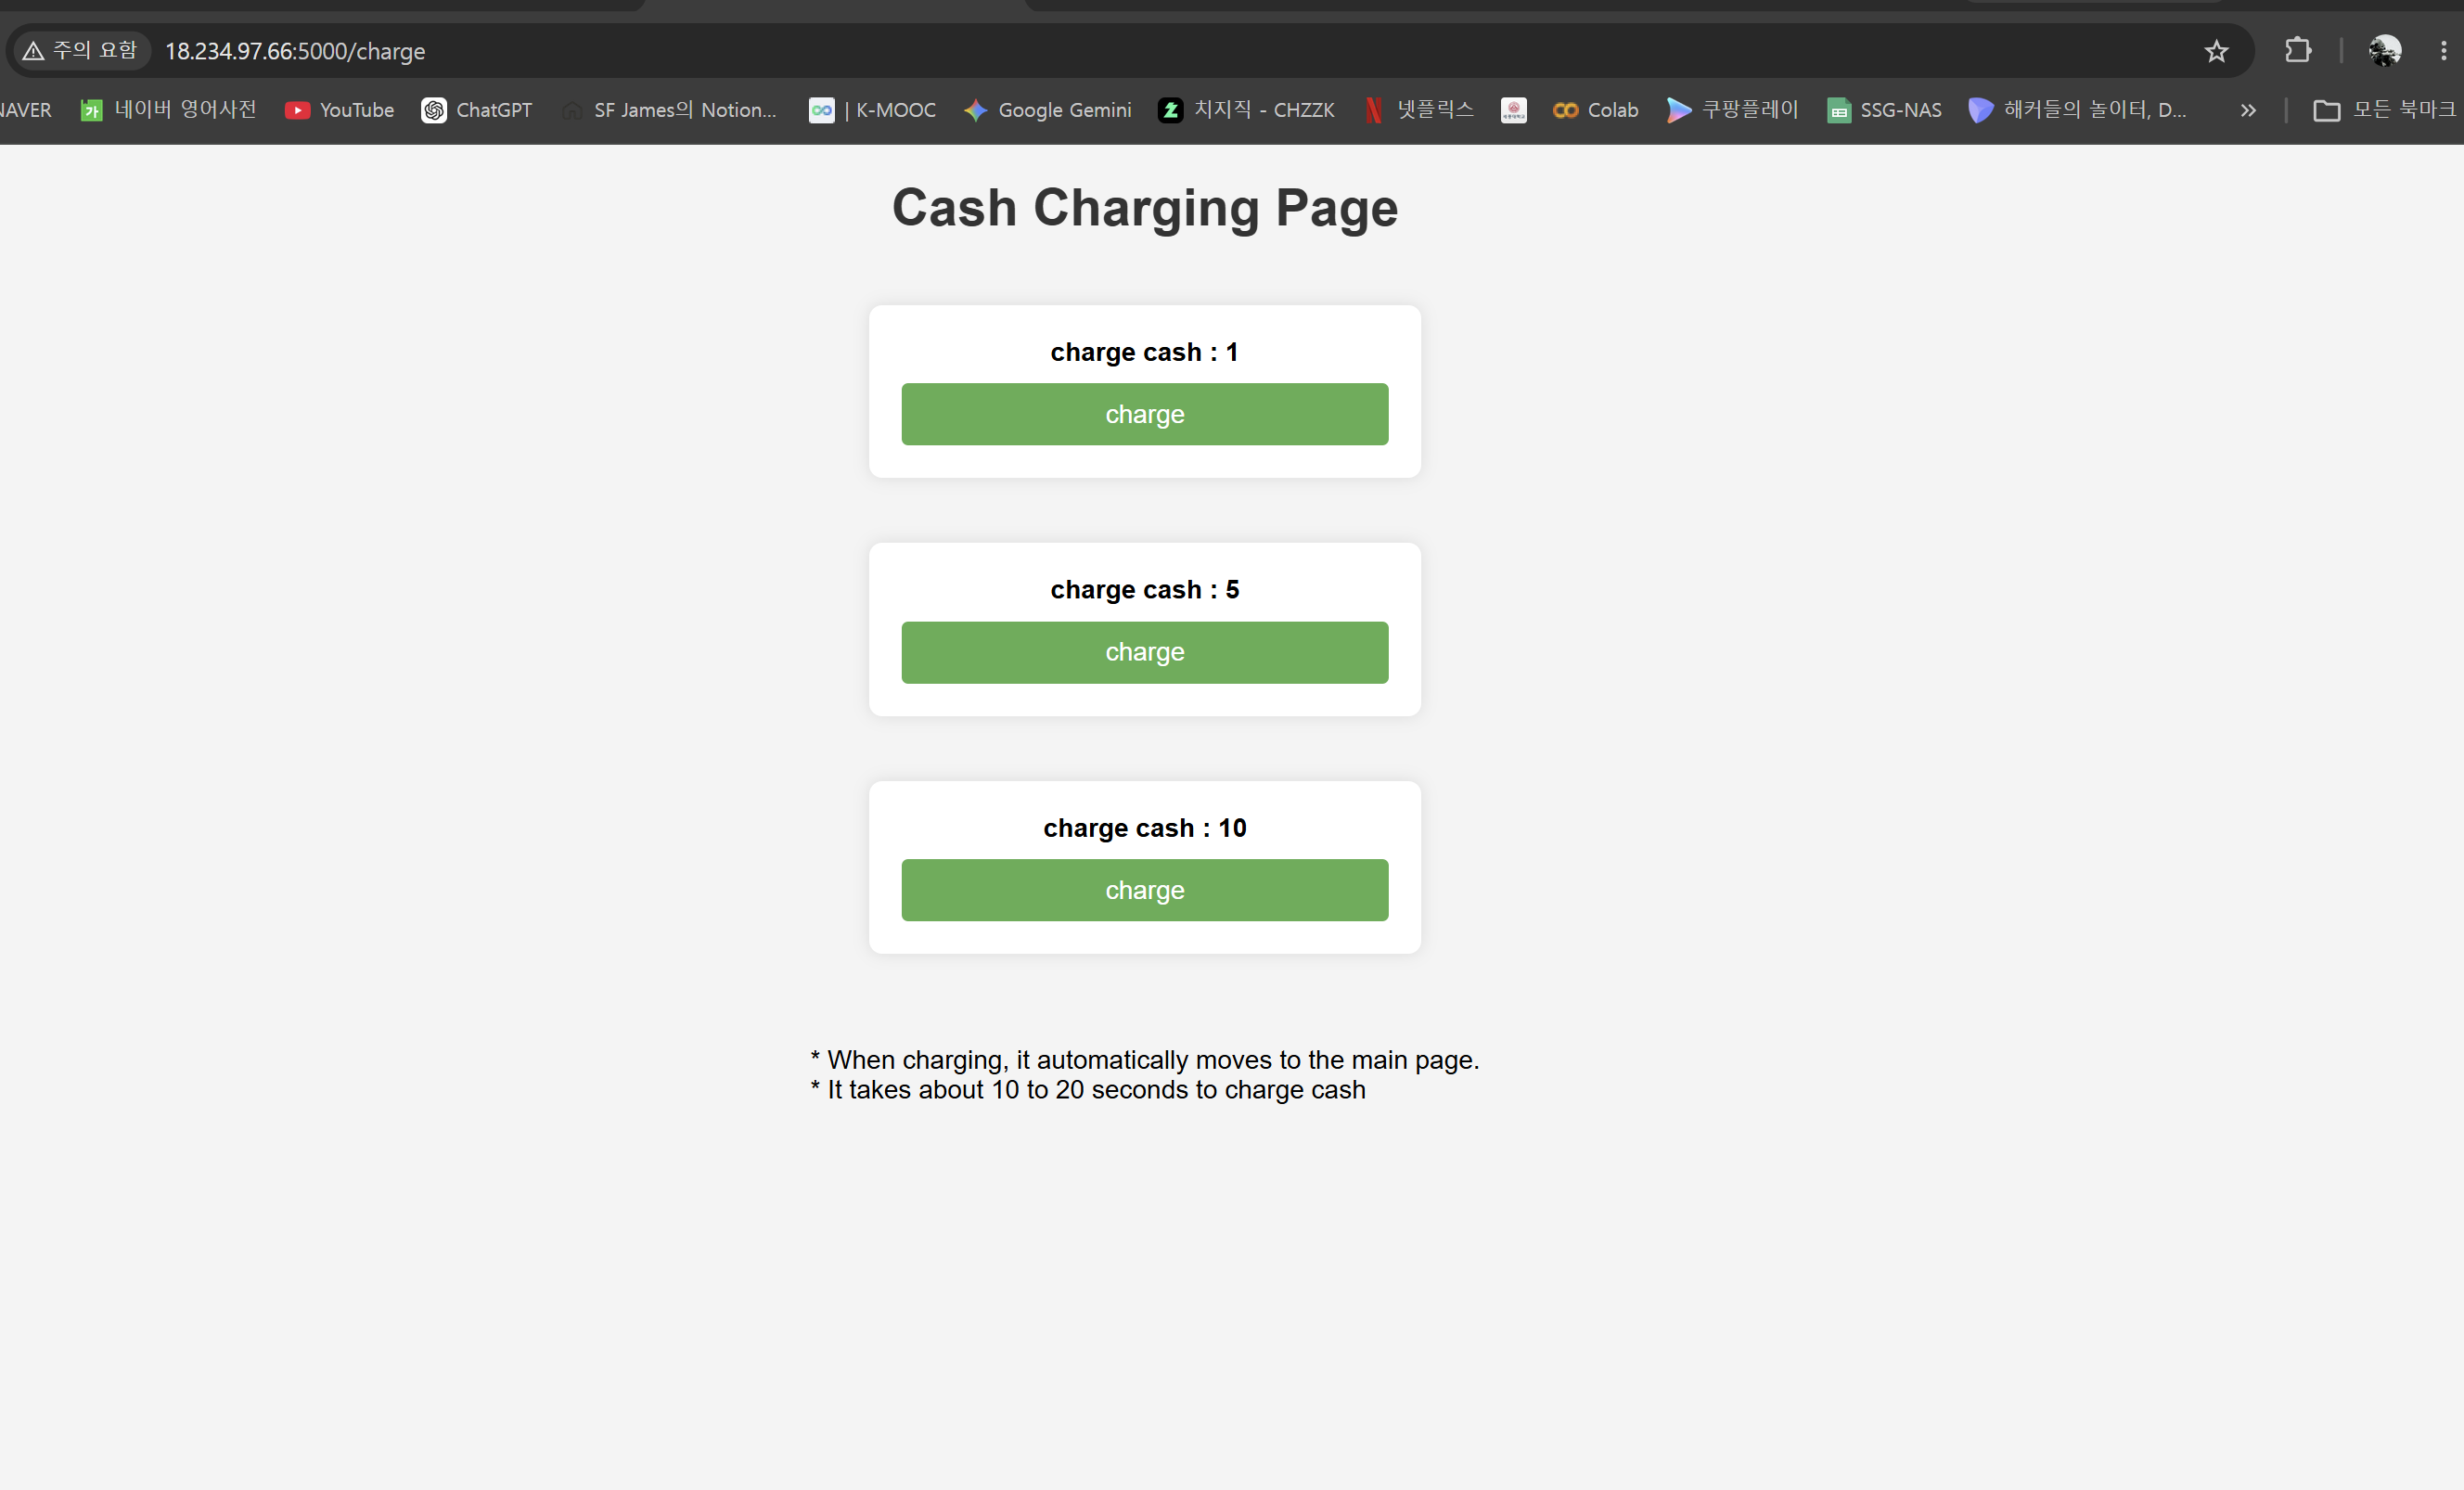 주의 요함
18.234.97.66:5000/charge
NAVER
네이버 영어사전
YouTube
ChatGPT
SF James의 Notion...
| K-MOOC
Google Gemini
치지직 - CHZZK
넷플릭스
Colab
쿠팡플레이
SSG-NAS
해커들의 놀이터, D...
모든 북마크
Cash Charging Page
charge cash : 1
charge
charge cash : 5
charge
charge cash : 10
charge
* When charging, it automatically moves to the main page.
* It takes about 10 to 20 seconds to charge cash